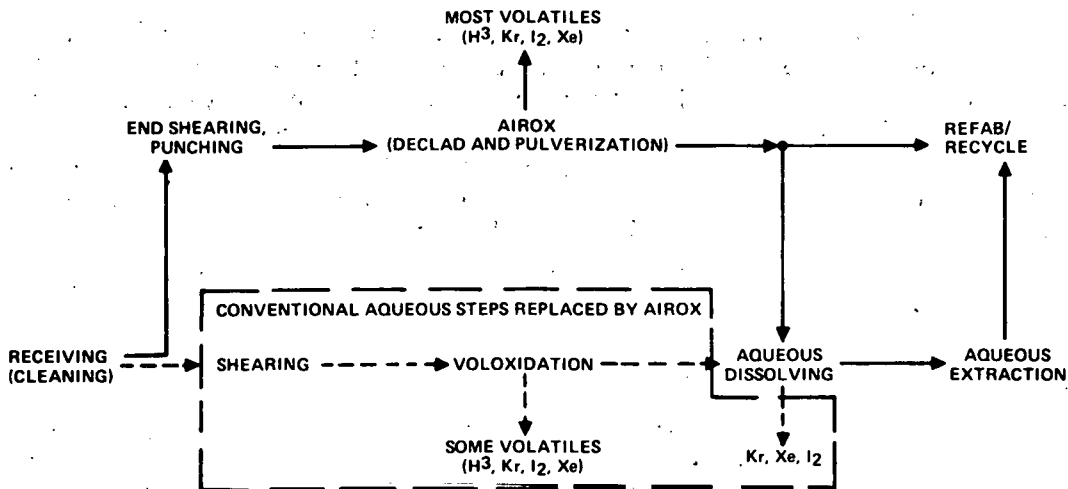 MOST VOLATILES
(H³, Kr, I₂, Xe)
END SHEARING,
PUNCHING
AIROX
(DECLAD AND PULVERIZATION)
REFAB/
RECYCLE
CONVENTIONAL AQUEOUS STEPS REPLACED BY AIROX
RECEIVING
(CLEANING)
SHEARING
VOLOXIDATION
AQUEOUS
DISSOLVING
AQUEOUS
EXTRACTION
SOME VOLATILES
(H³, Kr, I₂, Xe)
Kr, Xe, I₂